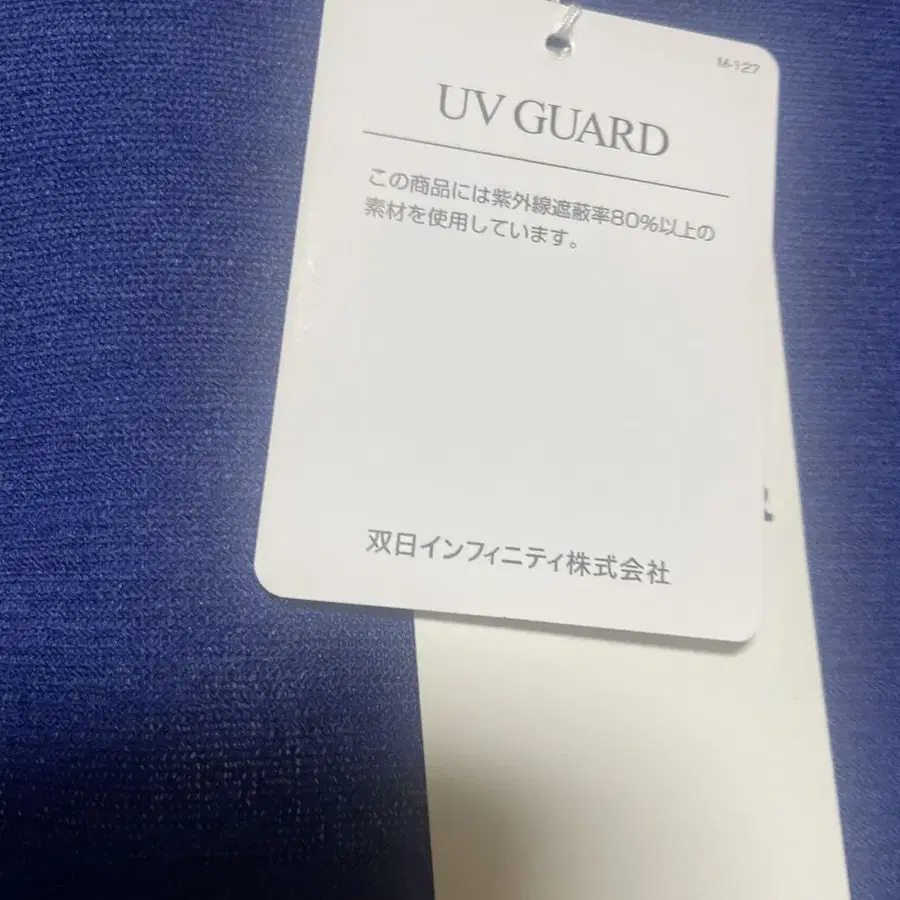 M-127
UV GUARD
この商品には紫外線遮蔽率80%以上の
素材を使用しています。
双日インフィニティ株式会社